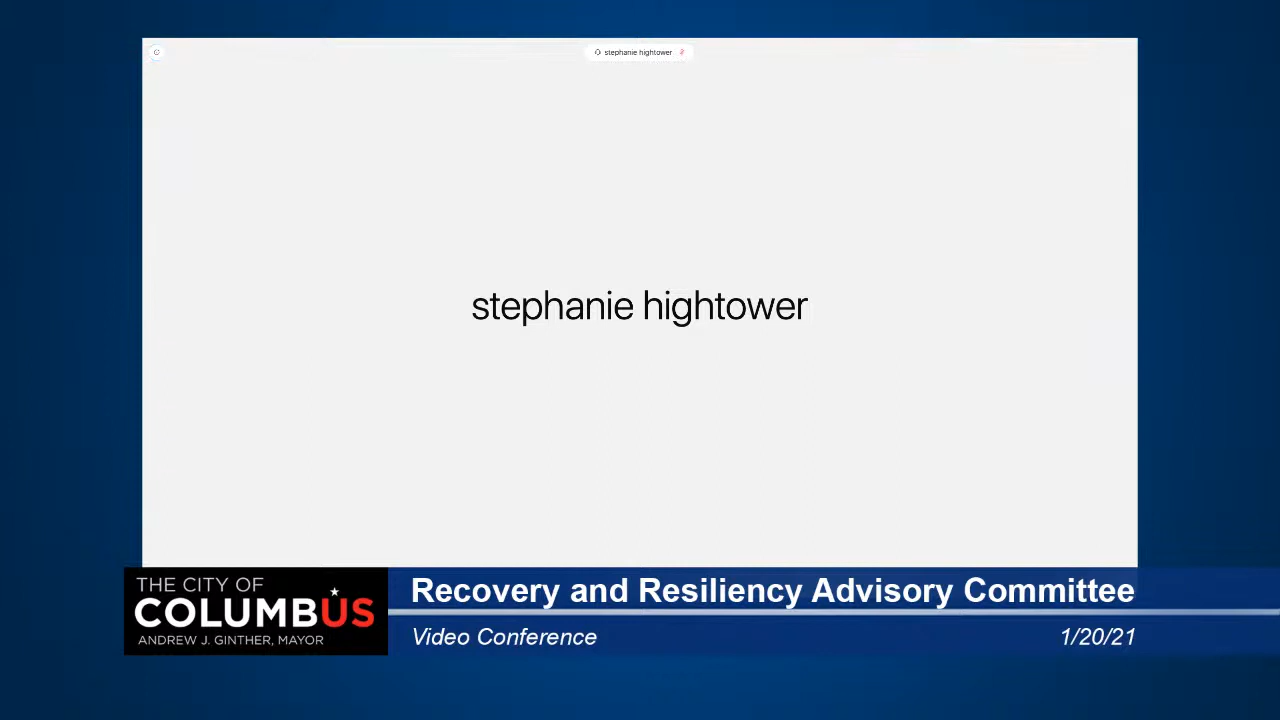 stephanie hightower
stephanie hightower
THE CITY OF
COLUMBUS
ANDREW J. GINTHER, MAYOR
Recovery and Resiliency Advisory Committee
Video Conference
1/20/21